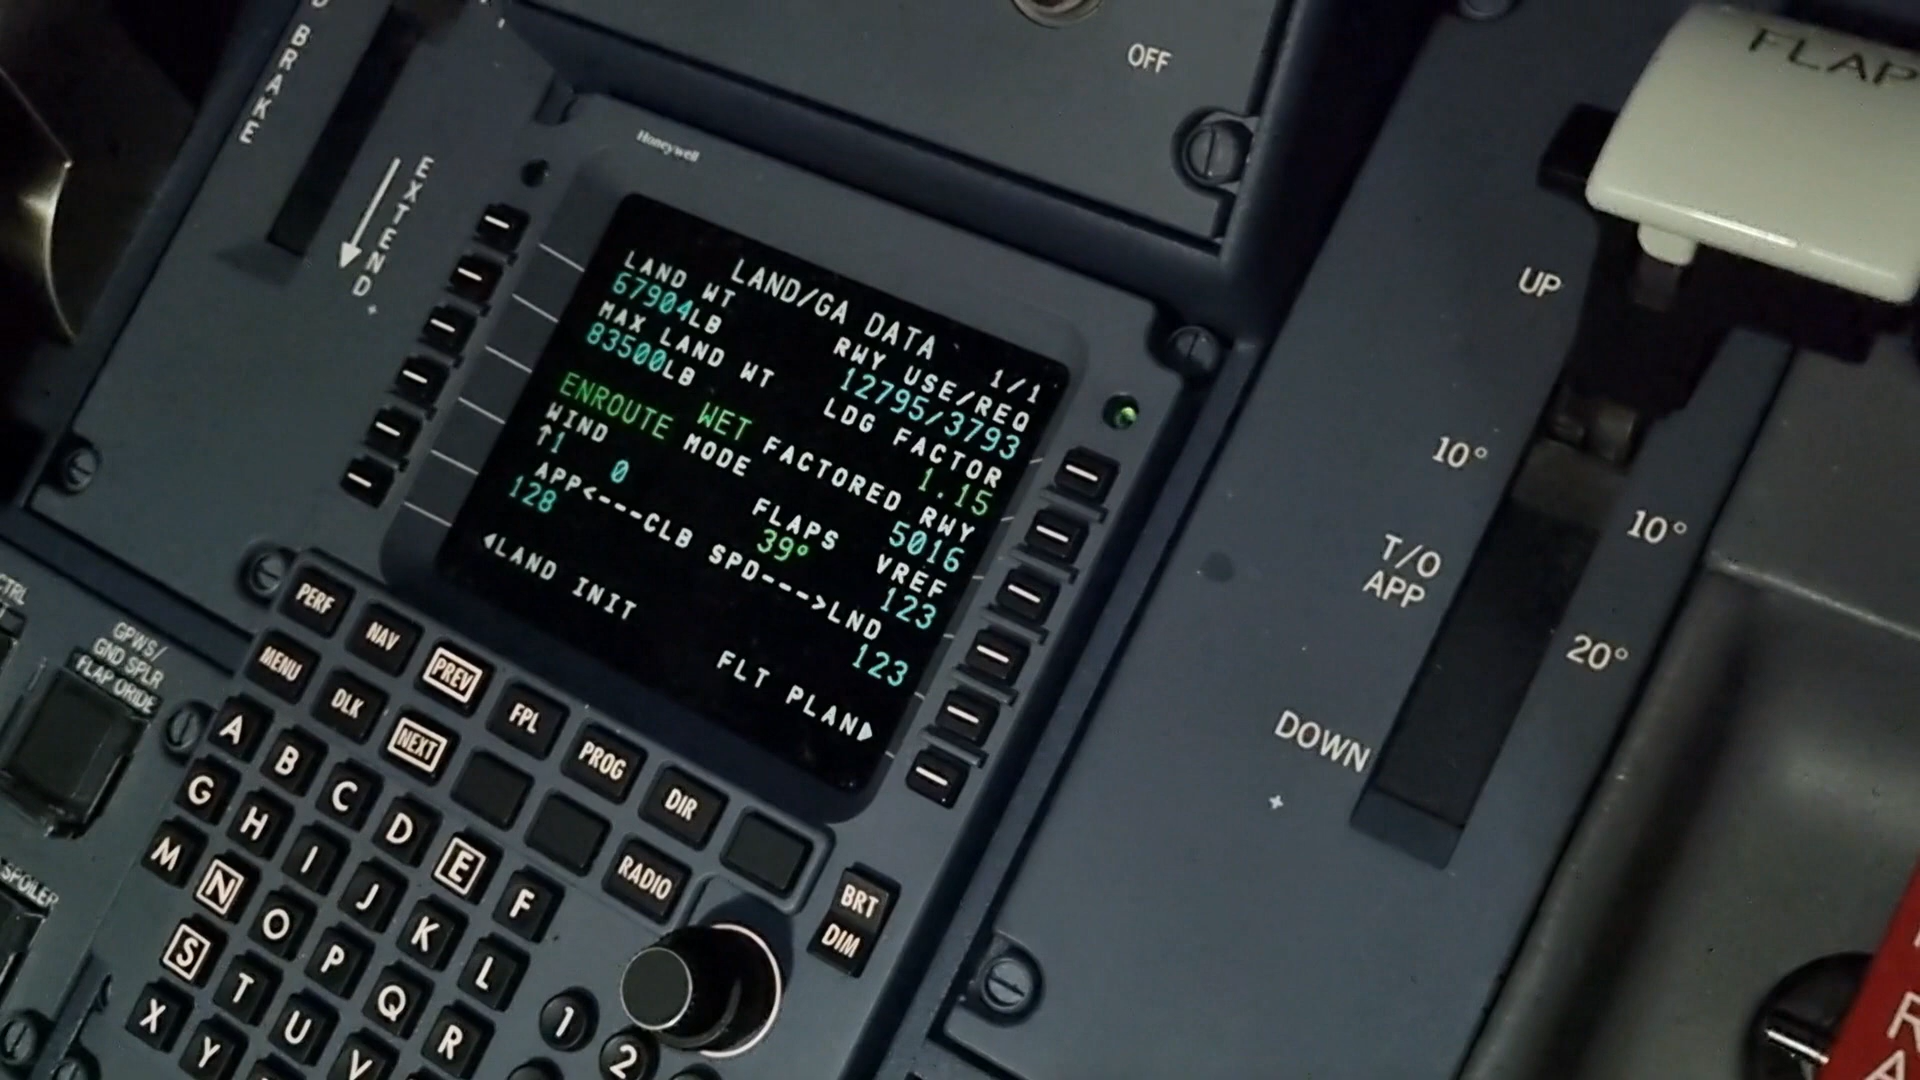 D BRAKE
OFF
FLAP
EXTEND
Honeywell
UP
LAND/GA DATA 1/1
LAND WT RWY USE/REQ
67904LB 12795/3793
MAX LAND WT LDG FACTOR
83500LB 1.15
ENROUTE WET FACTORED RWY
WIND MODE 5016
↑1 0 FLAPS VREF
39° 123
APP<---CLB SPD--->LND
128 123
◀LAND INIT FLT PLAN▶
10°
10°
T/O
APP
20°
DOWN
CTRL
GPWS/
GND SPLR
FLAP ORIDE
SPOILER
PERF NAV PREV FPL PROG DIR
MENU DLK NEXT RADIO
BRT
DIM
A B C D E F
G H I J K L
M N O P Q R
S T U V
X Y
1 2
RA